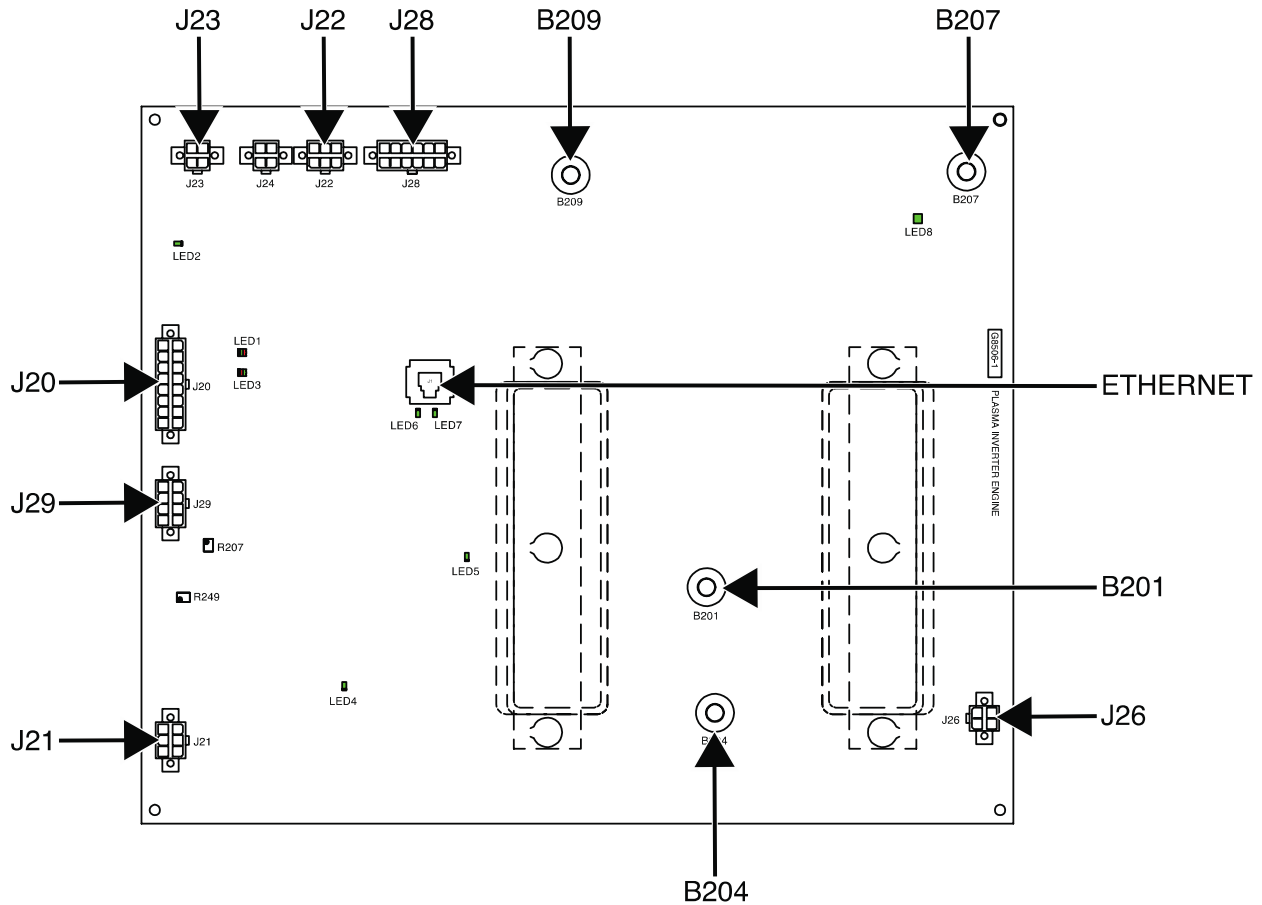 J23 J22 J28 B209 B207
J23 J24 J22 J28
B209
B207
LED8
LED2
LED1
G8506-1
J20
J20
LED3
J1
ETHERNET
LED6 LED7
PLASMA INVERTER ENGINE
J29
J29
R207
LED5
R249
B201
B201
LED4
J26
J26
J21
J21
B204